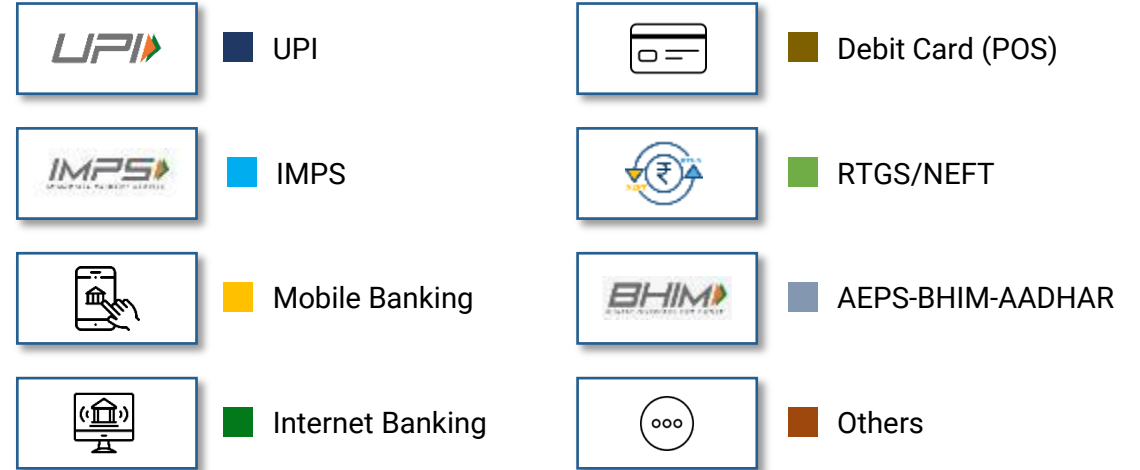 UPI
UPI
Debit Card (POS)
IMPS
IMPS
₹
RTGS/NEFT
Mobile Banking
BHIM
AEPS-BHIM-AADHAR
Internet Banking
Others